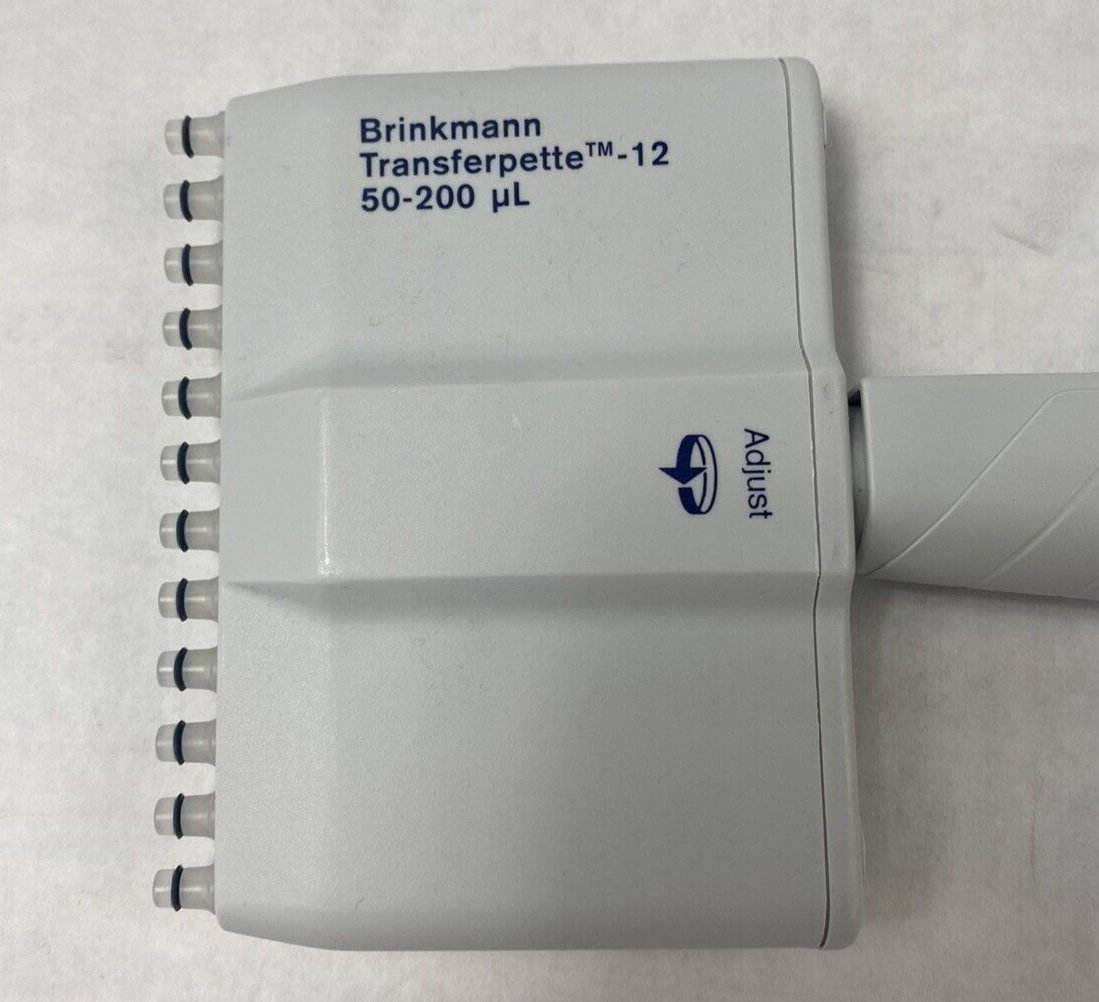 Brinkmann
Transferpette™-12
50-200 µL
Adjust